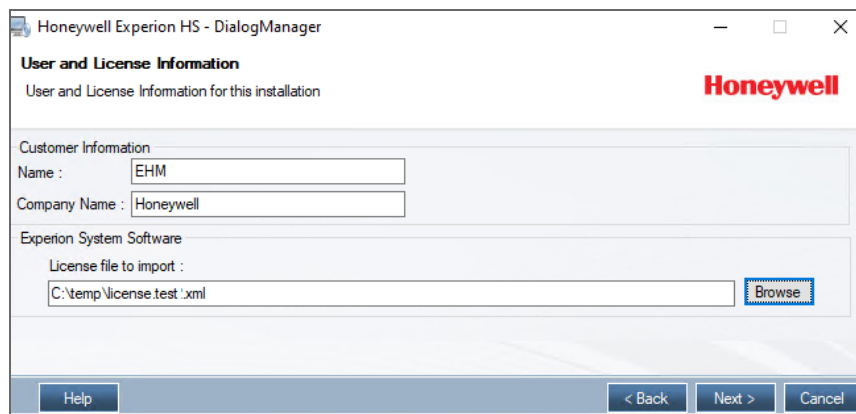 Honeywell Experion HS - DialogManager
User and License Information
User and License Information for this installation
Honeywell
Customer Information
Name : EHM
Company Name : Honeywell
Experion System Software
License file to import :
C:\temp\license.test'.xml
Browse
Help < Back Next > Cancel